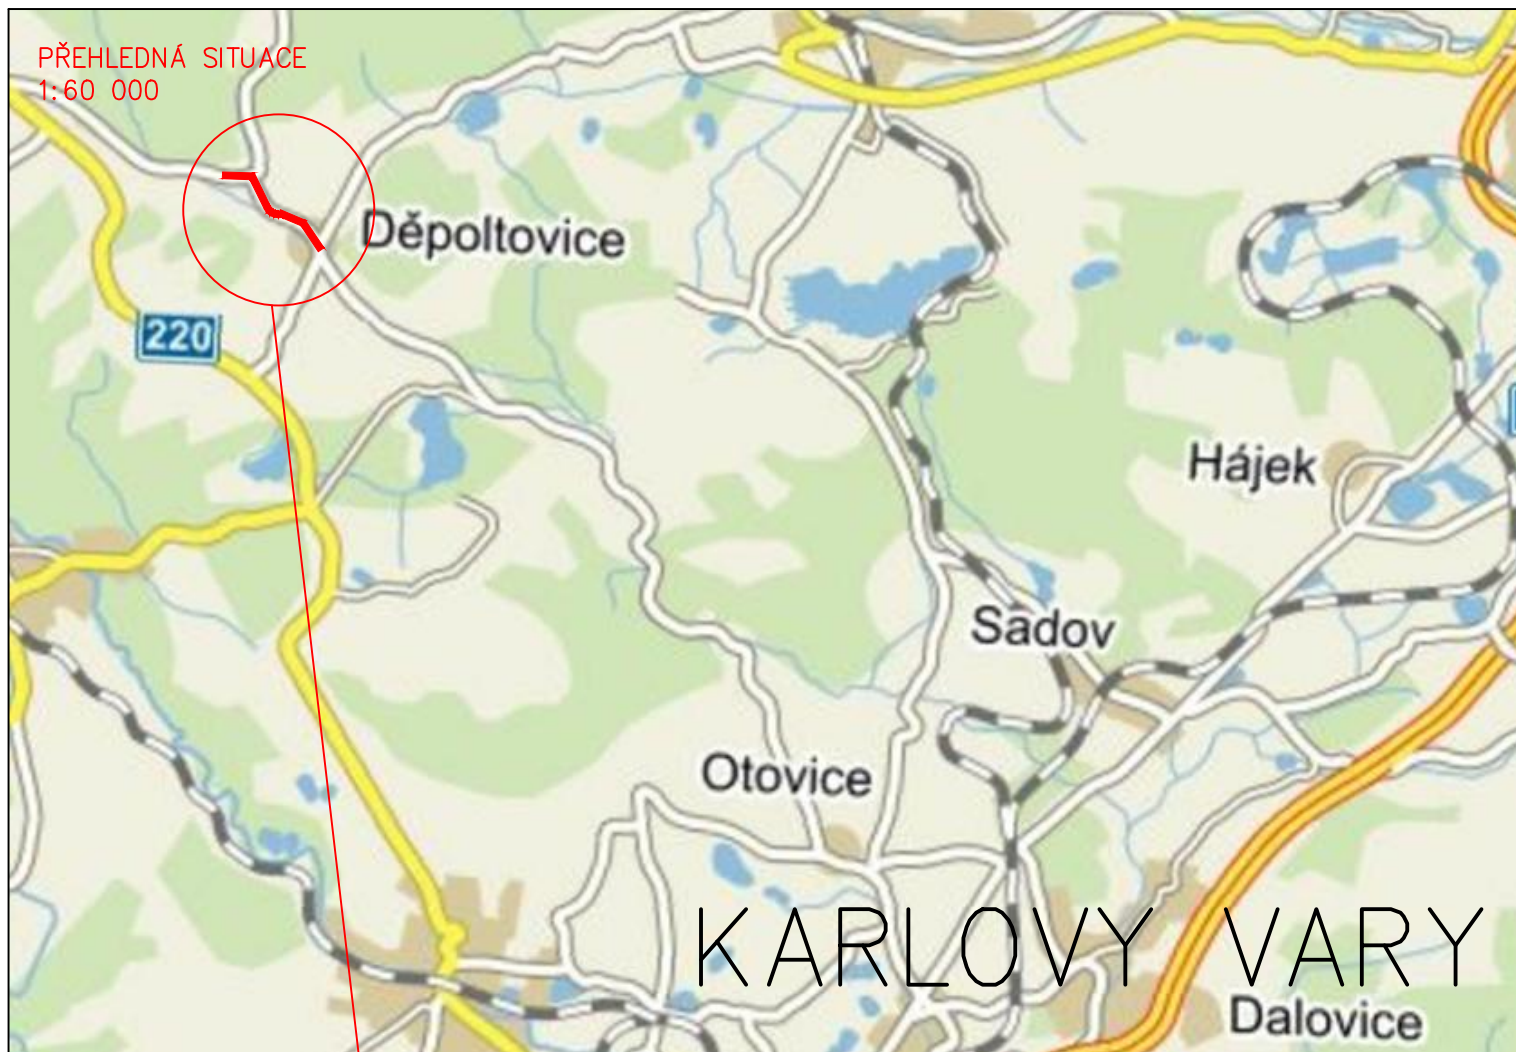 PŘEHLEDNÁ SITUACE
1:60 000
Děpoltovice
220
Hájek
Sadov
Otovice
KARLOVY VARY
Dalovice